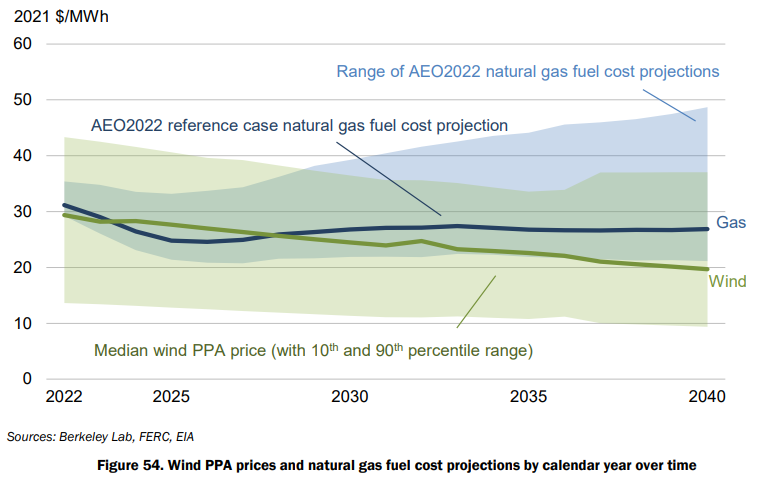 2021 $/MWh
60
Range of AEO2022 natural gas fuel cost projections
50
AEO2022 reference case natural gas fuel cost projection
40
30
Gas
20
Wind
10
Median wind PPA price (with 10th and 90th percentile range)
0
2022 2025 2030 2035 2040
Sources: Berkeley Lab, FERC, EIA
Figure 54. Wind PPA prices and natural gas fuel cost projections by calendar year over time